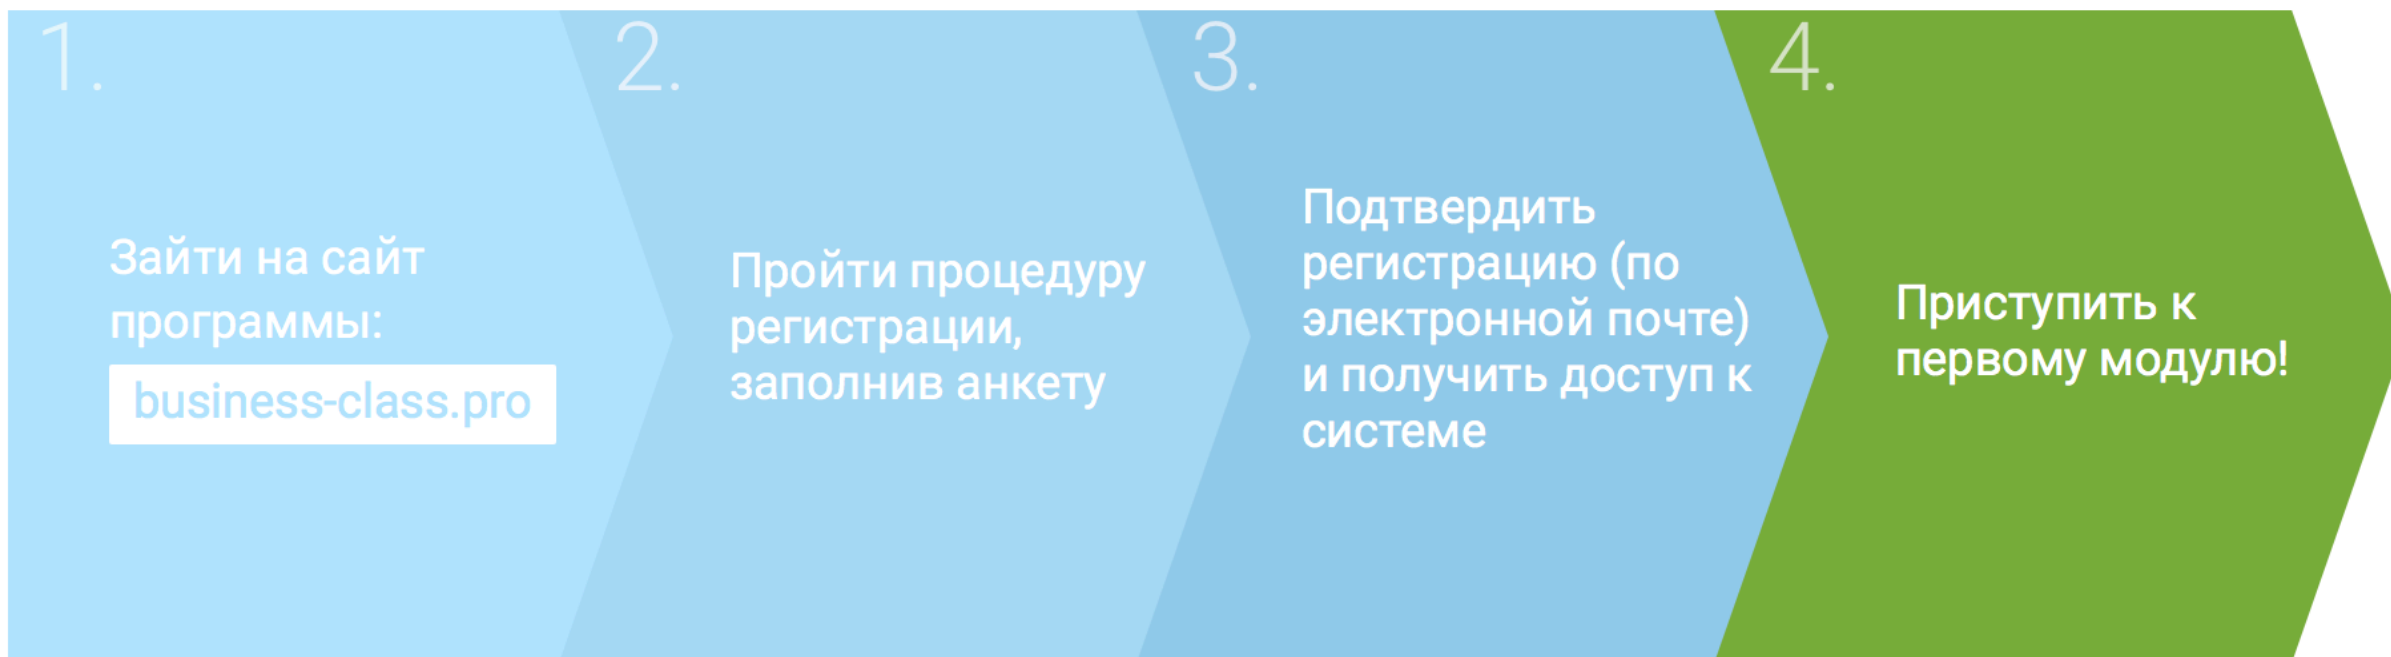 1.
Зайти на сайт
программы:
business-class.pro
2.
Пройти процедуру
регистрации,
заполнив анкету
3.
Подтвердить
регистрацию (по
электронной почте)
и получить доступ к
системе
4.
Приступить к
первому модулю!